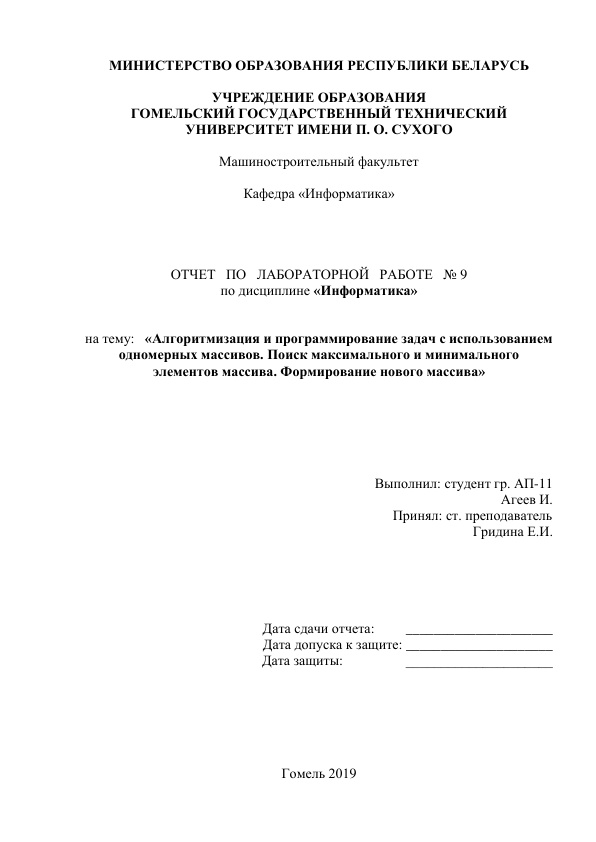 МИНИСТЕРСТВО ОБРАЗОВАНИЯ РЕСПУБЛИКИ БЕЛАРУСЬ
УЧРЕЖДЕНИЕ ОБРАЗОВАНИЯ
ГОМЕЛЬСКИЙ ГОСУДАРСТВЕННЫЙ ТЕХНИЧЕСКИЙ
УНИВЕРСИТЕТ ИМЕНИ П. О. СУХОГО
Машиностроительный факультет
Кафедра «Информатика»
ОТЧЕТ ПО ЛАБОРАТОРНОЙ РАБОТЕ № 9
по дисциплине «Информатика»
на тему: «Алгоритмизация и программирование задач с использованием
одномерных массивов. Поиск максимального и минимального
элементов массива. Формирование нового массива»
Выполнил: студент гр. АП-11
Агеев И.
Принял: ст. преподаватель
Гридина Е.И.
Дата сдачи отчета: _____________________
Дата допуска к защите: _____________________
Дата защиты: _____________________
Гомель 2019